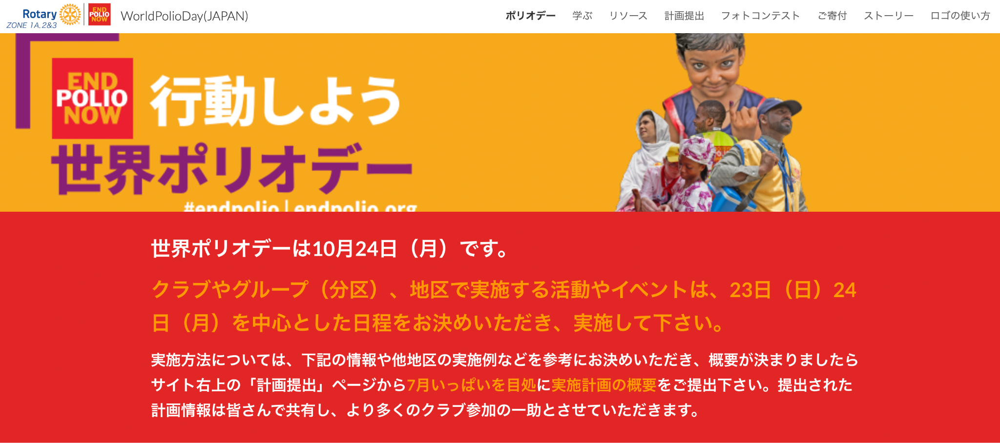 Rotary
ZONE 1A.2&3
END
POLIO
NOW
WorldPolioDay(JAPAN)
ポリオデー 学ぶ リソース 計画提出 フォトコンテスト ご寄付 ストーリー ロゴの使い方
END
POLIO
NOW
行動しよう
世界ポリオデー
#endpolio | endpolio.org
世界ポリオデーは10月24日（月）です。
クラブやグループ（分区）、地区で実施する活動やイベントは、23日（日）24
日（月）を中心とした日程をお決めいただき、実施して下さい。
実施方法については、下記の情報や他地区の実施例などを参考にお決めいただき、概要が決まりましたら
サイト右上の「計画提出」ページから7月いっぱいを目処に実施計画の概要をご提出下さい。提出された
計画情報は皆さんで共有し、より多くのクラブ参加の一助とさせていただきます。